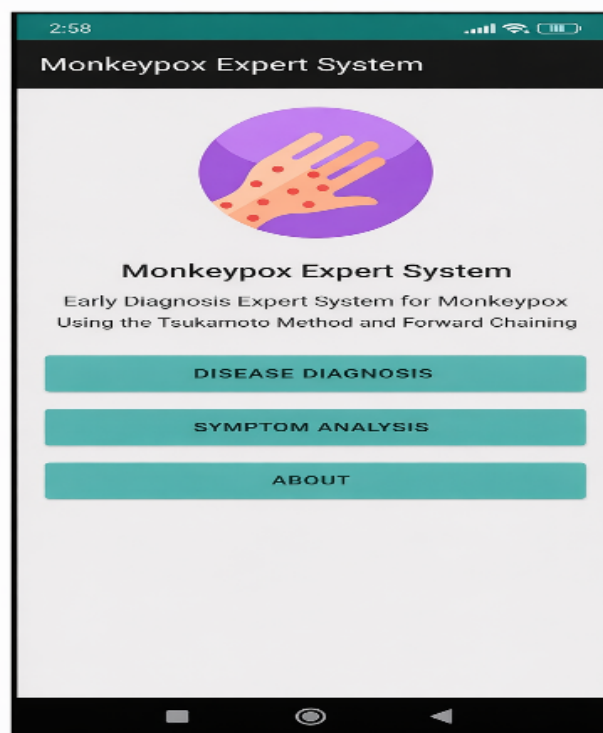 2:58
Monkeypox Expert System
Monkeypox Expert System
Early Diagnosis Expert System for Monkeypox
Using the Tsukamoto Method and Forward Chaining
DISEASE DIAGNOSIS
SYMPTOM ANALYSIS
ABOUT